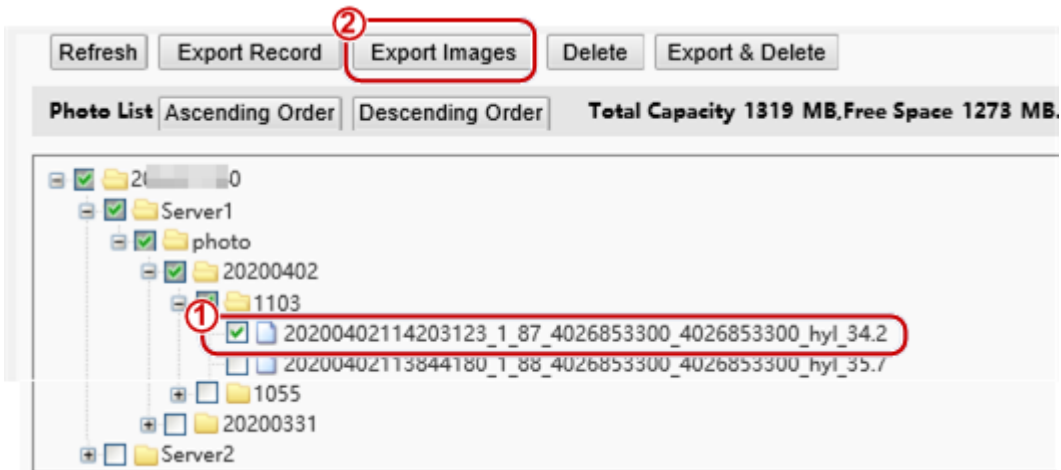 ②
Refresh Export Record Export Images Delete Export & Delete
Photo List Ascending Order Descending Order Total Capacity 1319 MB,Free Space 1273 MB.
Server1
photo
20200402
1103
①
20200402114203123_1_87_4026853300_4026853300_hyl_34.2
20200402113844180_1_88_4026853300_4026853300_hyl_35.7
1055
20200331
Server2